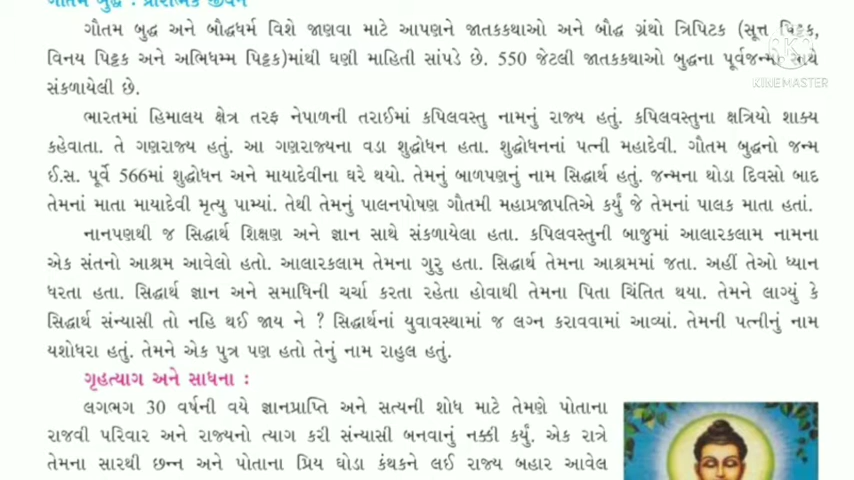 ગૌતમ બુદ્ધ : પ્રારંભિક જીવન
ગૌતમ બુદ્ધ અને બૌદ્ધધર્મ વિશે જાણવા માટે આપણને જાતકકથાઓ અને બૌદ્ધ ગ્રંથો ત્રિપિટક (સૂત્ત પિટ્ટક,
વિનય પિટ્ટક અને અભિધમ્મ પિટ્ટક)માંથી ઘણી માહિતી સાંપડે છે. 550 જેટલી જાતકકથાઓ બુદ્ધના પૂર્વજન્મો સાથે
સંકળાયેલી છે.
KINEMASTER
ભારતમાં હિમાલય ક્ષેત્ર તરફ નેપાળની તરાઈમાં કપિલવસ્તુ નામનું રાજ્ય હતું. કપિલવસ્તુના ક્ષત્રિયો શાક્ય
કહેવાતા. તે ગણરાજ્ય હતું. આ ગણરાજ્યના વડા શુદ્ધોધન હતા. શુદ્ધોધનનાં પત્ની મહાદેવી. ગૌતમ બુદ્ધનો જન્મ
ઈ.સ. પૂર્વે 566માં શુદ્ધોધન અને માયાદેવીના ઘરે થયો. તેમનું બાળપણનું નામ સિદ્ધાર્થ હતું. જન્મના થોડા દિવસો બાદ
તેમનાં માતા માયાદેવી મૃત્યુ પામ્યાં. તેથી તેમનું પાલનપોષણ ગૌતમી મહાપ્રજાપતિએ કર્યું જે તેમનાં પાલક માતા હતાં.
નાનપણથી જ સિદ્ધાર્થ શિક્ષણ અને જ્ઞાન સાથે સંકળાયેલા હતા. કપિલવસ્તુની બાજુમાં આલારકલામ નામના
એક સંતનો આશ્રમ આવેલો હતો. આલારકલામ તેમના ગુરુ હતા. સિદ્ધાર્થ તેમના આશ્રમમાં જતા. અહીં તેઓ ધ્યાન
ધરતા હતા. સિદ્ધાર્થ જ્ઞાન અને સમાધિની ચર્ચા કરતા રહેતા હોવાથી તેમના પિતા ચિંતિત થયા. તેમને લાગ્યું કે
સિદ્ધાર્થ સંન્યાસી તો નહિ થઈ જાય ને ? સિદ્ધાર્થનાં યુવાવસ્થામાં જ લગ્ન કરાવવામાં આવ્યાં. તેમની પત્નીનું નામ
યશોધરા હતું. તેમને એક પુત્ર પણ હતો તેનું નામ રાહુલ હતું.
ગૃહત્યાગ અને સાધના :
લગભગ 30 વર્ષની વયે જ્ઞાનપ્રાપ્તિ અને સત્યની શોધ માટે તેમણે પોતાના
રાજવી પરિવાર અને રાજ્યનો ત્યાગ કરી સંન્યાસી બનવાનું નક્કી કર્યું. એક રાત્રે
તેમના સારથી છન્ન અને પોતાના પ્રિય ઘોડા કંથકને લઈ રાજ્ય બહાર આવેલ